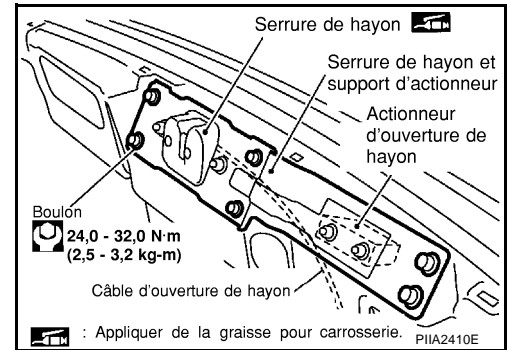 Serrure de hayon
Serrure de hayon et
support d'actionneur
Actionneur
d'ouverture de
hayon
Boulon
24,0 - 32,0 N·m
(2,5 - 3,2 kg-m)
Câble d'ouverture de hayon
: Appliquer de la graisse pour carrosserie.
PIIA2410E